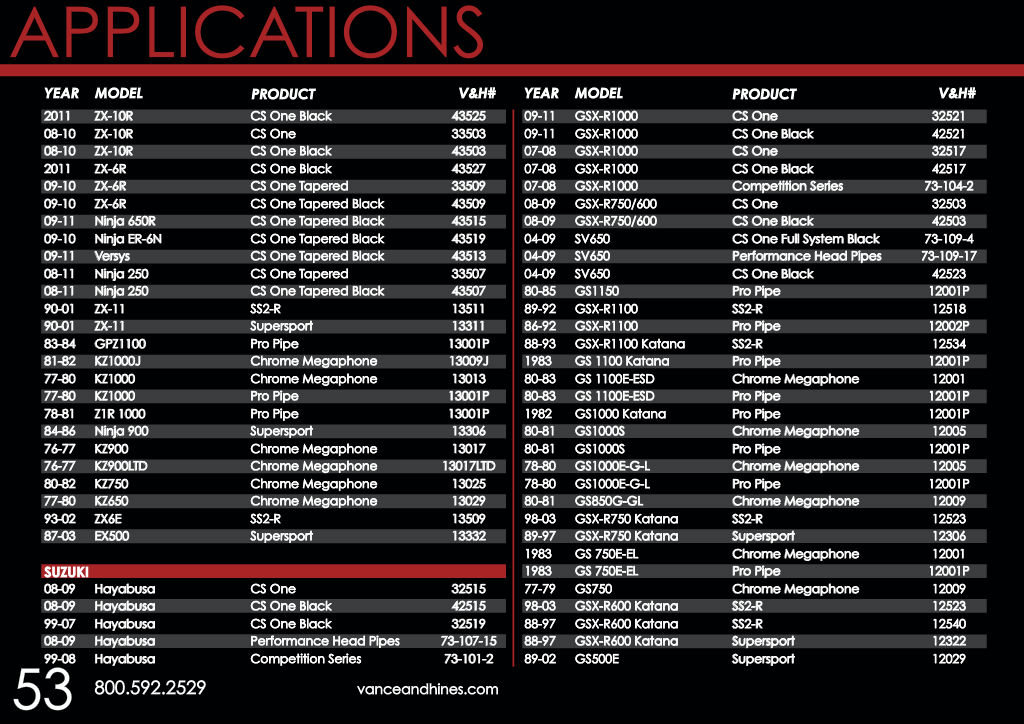 APPLICATIONS
YEAR MODEL PRODUCT V&H#
2011 ZX-10R CS One Black 43525
08-10 ZX-10R CS One 33503
08-10 ZX-10R CS One Black 43503
2011 ZX-6R CS One Black 43527
09-10 ZX-6R CS One Tapered 33509
09-10 ZX-6R CS One Tapered Black 43509
09-11 Ninja 650R CS One Tapered Black 43515
09-10 Ninja ER-6N CS One Tapered Black 43519
09-11 Versys CS One Tapered Black 43513
08-11 Ninja 250 CS One Tapered 33507
08-11 Ninja 250 CS One Tapered Black 43507
90-01 ZX-11 SS2-R 13511
90-01 ZX-11 Supersport 13311
83-84 GPZ1100 Pro Pipe 13001P
81-82 KZ1000J Chrome Megaphone 13009J
77-80 KZ1000 Chrome Megaphone 13013
77-80 KZ1000 Pro Pipe 13001P
78-81 Z1R 1000 Pro Pipe 13001P
84-86 Ninja 900 Supersport 13306
76-77 KZ900 Chrome Megaphone 13017
76-77 KZ900LTD Chrome Megaphone 13017LTD
80-82 KZ750 Chrome Megaphone 13025
77-80 KZ650 Chrome Megaphone 13029
93-02 ZX6E SS2-R 13509
87-03 EX500 Supersport 13332
SUZUKI
08-09 Hayabusa CS One 32515
08-09 Hayabusa CS One Black 42515
99-07 Hayabusa CS One Black 32519
08-09 Hayabusa Performance Head Pipes 73-107-15
99-08 Hayabusa Competition Series 73-101-2
YEAR MODEL PRODUCT V&H#
09-11 GSX-R1000 CS One 32521
09-11 GSX-R1000 CS One Black 42521
07-08 GSX-R1000 CS One 32517
07-08 GSX-R1000 CS One Black 42517
07-08 GSX-R1000 Competition Series 73-104-2
08-09 GSX-R750/600 CS One 32503
08-09 GSX-R750/600 CS One Black 42503
04-09 SV650 CS One Full System Black 73-109-4
04-09 SV650 Performance Head Pipes 73-109-17
04-09 SV650 CS One Black 42523
80-85 GS1150 Pro Pipe 12001P
89-92 GSX-R1100 SS2-R 12518
86-92 GSX-R1100 Pro Pipe 12002P
88-93 GSX-R1100 Katana SS2-R 12534
1983 GS 1100 Katana Pro Pipe 12001P
80-83 GS 1100E-ESD Chrome Megaphone 12001
80-83 GS 1100E-ESD Pro Pipe 12001P
1982 GS1000 Katana Pro Pipe 12001P
80-81 GS1000S Chrome Megaphone 12005
80-81 GS1000S Pro Pipe 12001P
78-80 GS1000E-G-L Chrome Megaphone 12005
78-80 GS1000E-G-L Pro Pipe 12001P
80-81 GS850G-GL Chrome Megaphone 12009
98-03 GSX-R750 Katana SS2-R 12523
89-97 GSX-R750 Katana Supersport 12306
1983 GS 750E-EL Chrome Megaphone 12001
1983 GS 750E-EL Pro Pipe 12001P
77-79 GS750 Chrome Megaphone 12009
98-03 GSX-R600 Katana SS2-R 12523
88-97 GSX-R600 Katana SS2-R 12540
88-97 GSX-R600 Katana Supersport 12322
89-02 GS500E Supersport 12029
53 800.592.2529 vanceandhines.com